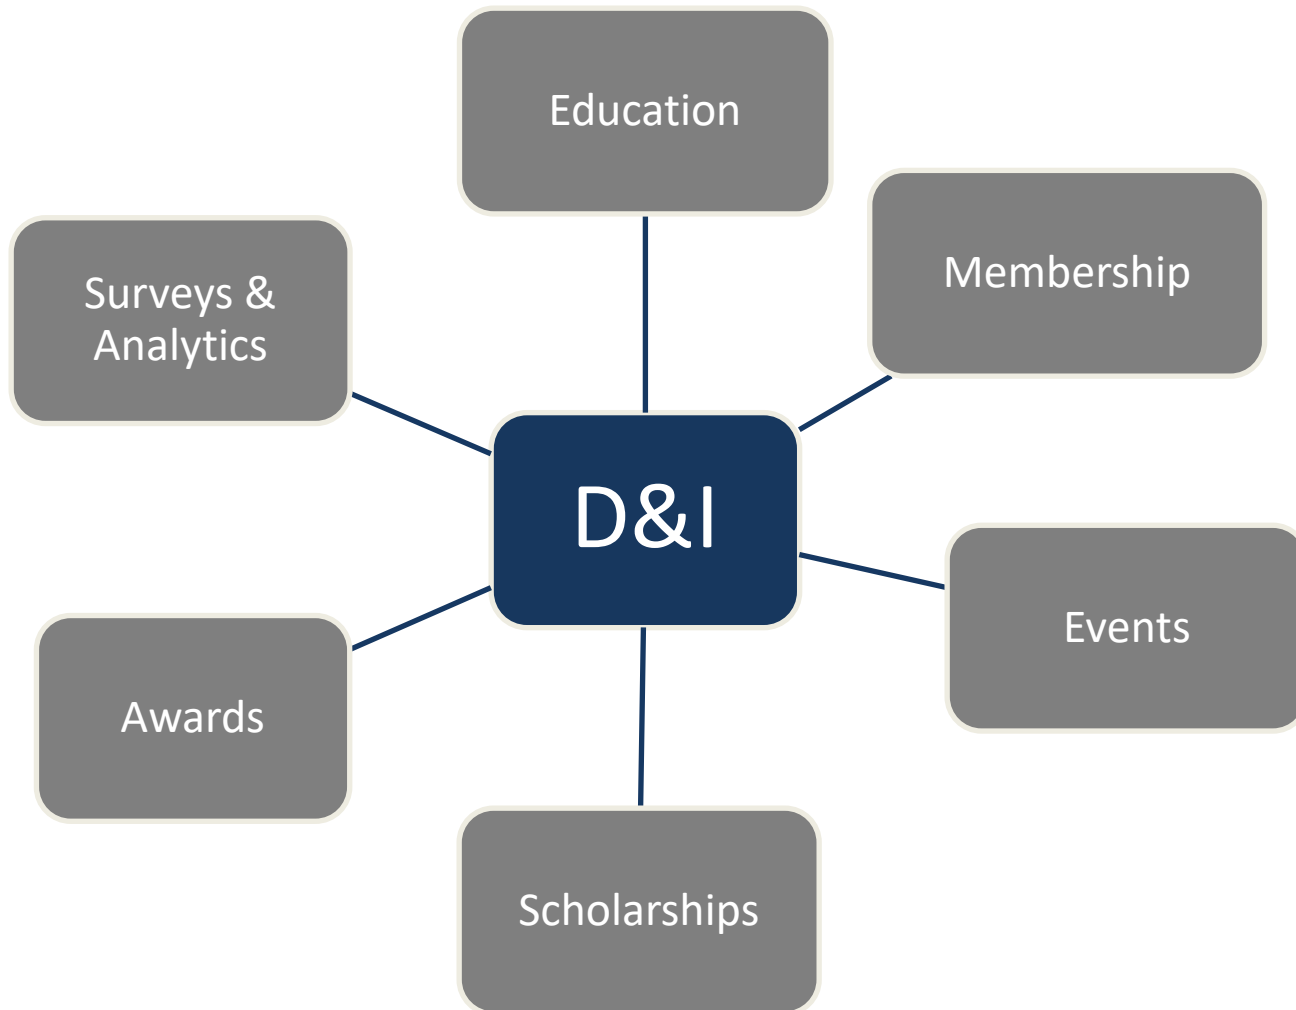 Education
Membership
Surveys &
Analytics
D&I
Events
Awards
Scholarships